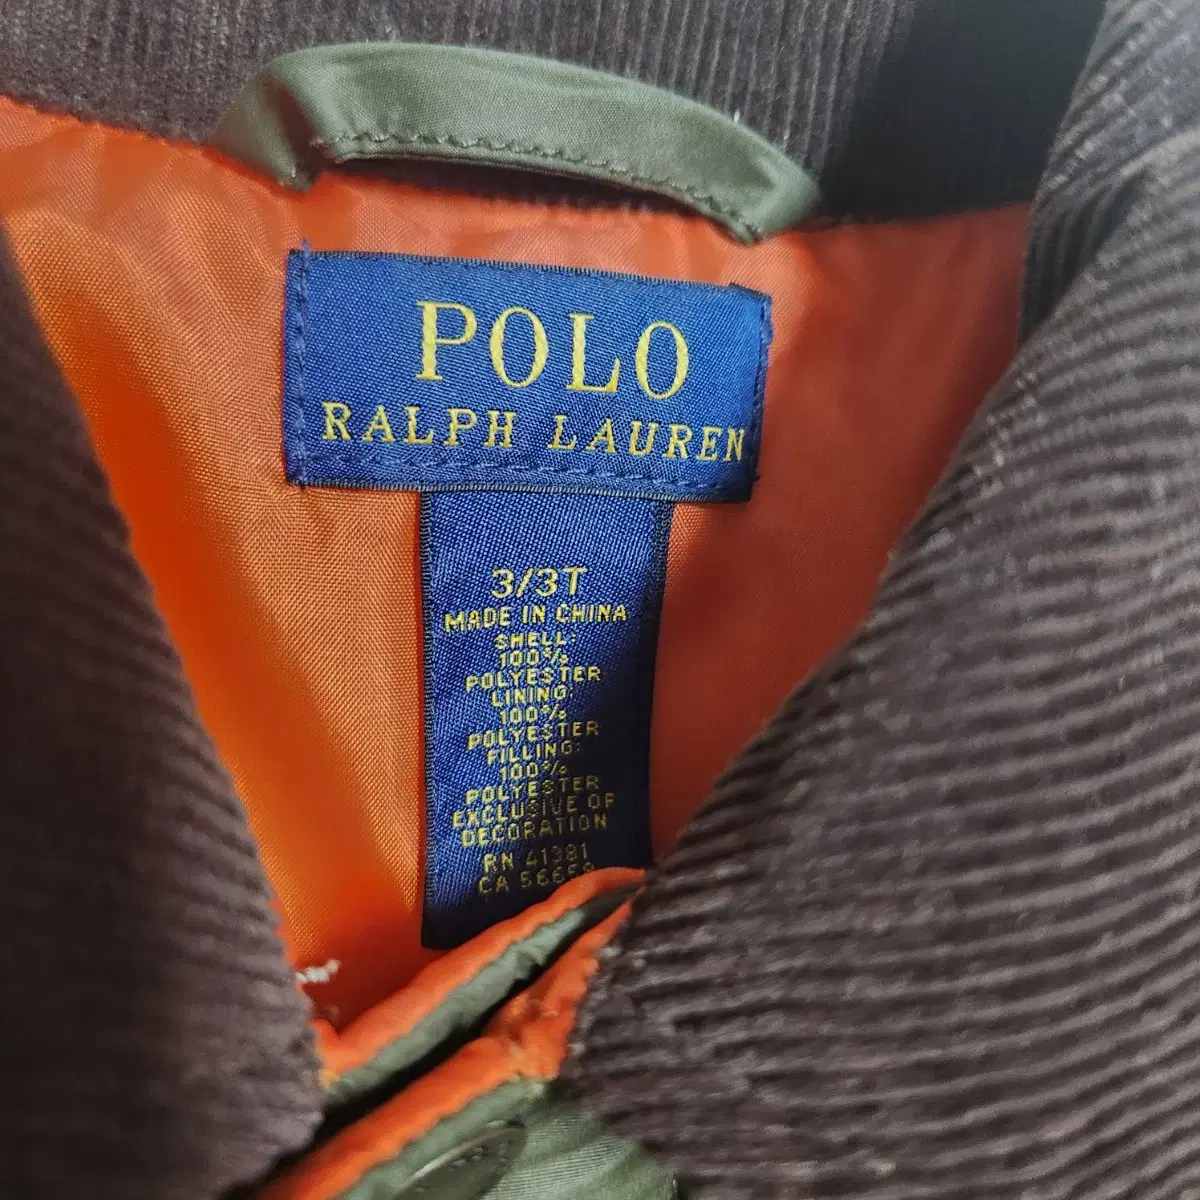 POLO
RALPH LAUREN
3/3T
MADE IN CHINA
SHELL:
100%
POLYESTER
LINING:
100%
POLYESTER
FILLING:
100%
POLYESTER
EXCLUSIVE OF
DECORATION
RN 41381
CA